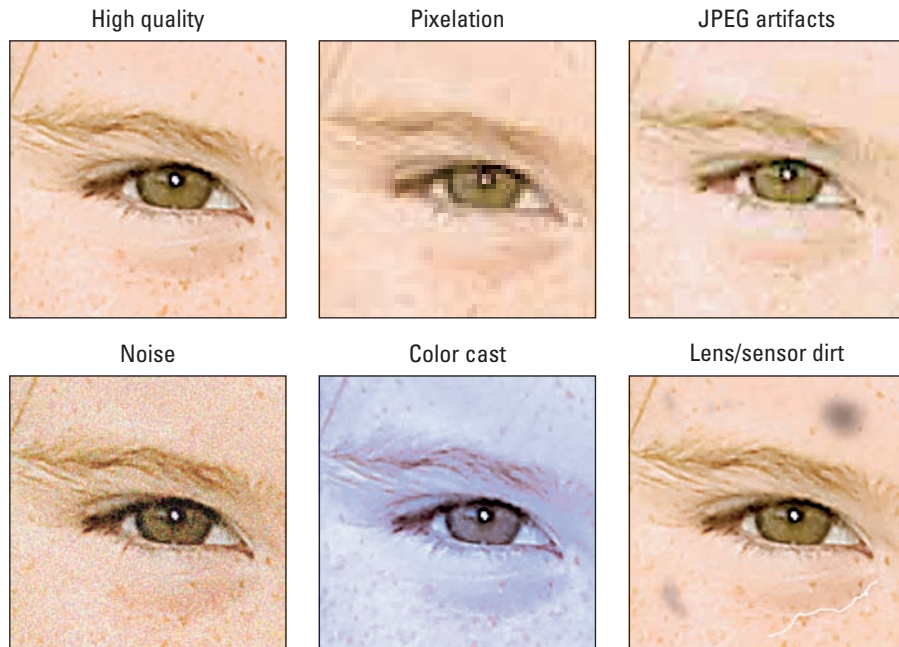 High quality
Pixelation
JPEG artifacts
Noise
Color cast
Lens/sensor dirt